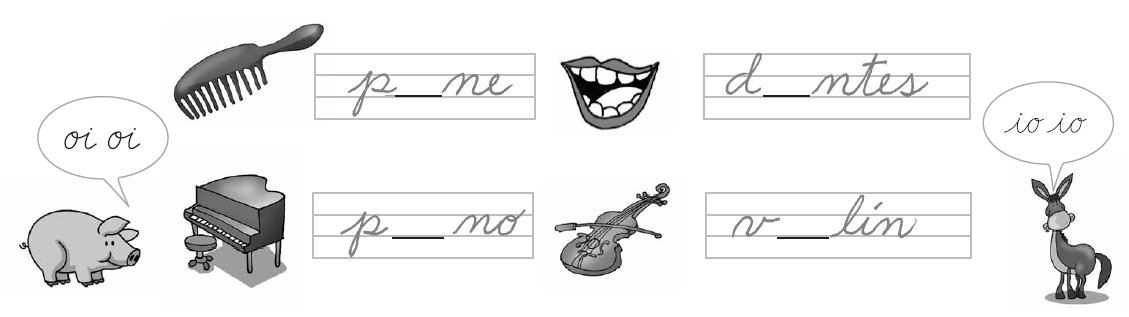 p__ne
d__ntes
oi oi
io io
p__no
v__lín